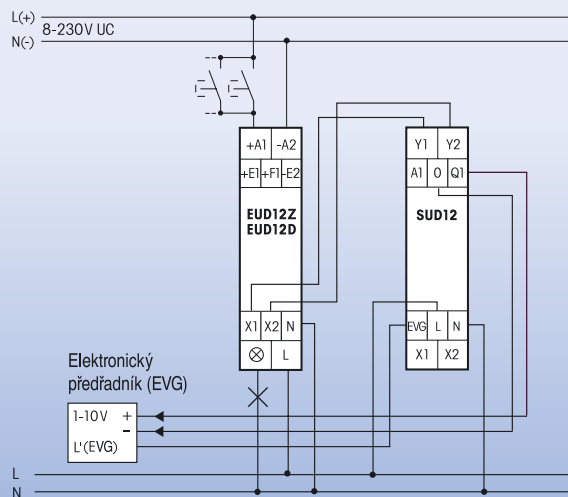 L(+)
8-230V UC
N(-)
+A1 -A2
+E1 +F1 -E2
EUD12Z
EUD12D
X1 X2 N
L
Y1 Y2
A1 0 Q1
SUD12
EVG L N
X1 X2
Elektronický
předřadník (EVG)
1-10V +
−
L'(EVG)
L
N